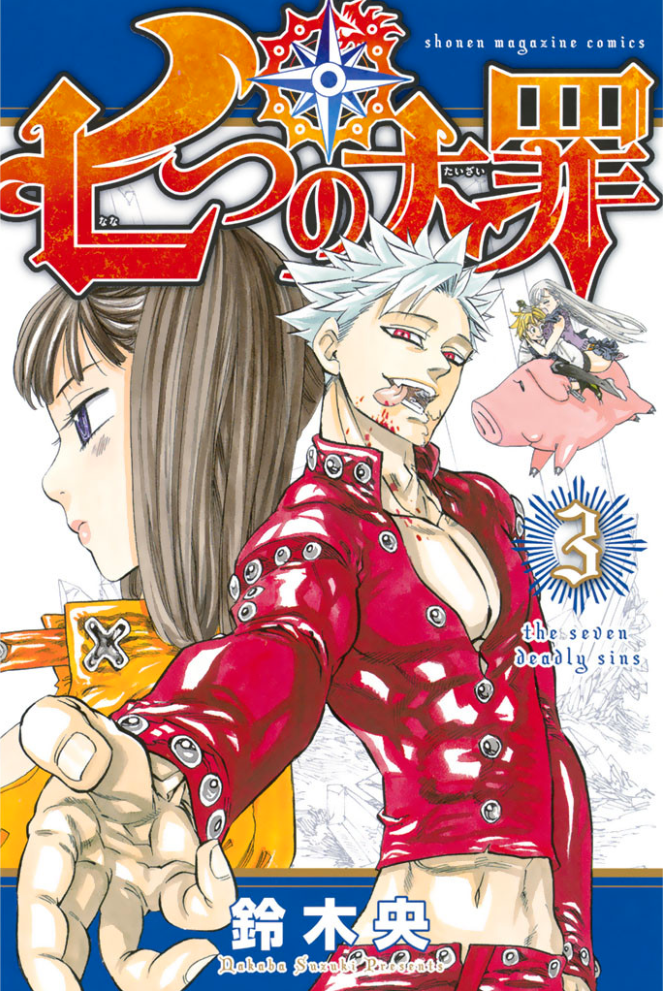 shonen magazine comics
七つの大罪
なな
たいざい
3
the seven
deadly sins
鈴木央
Nakaba Suzuki Presents